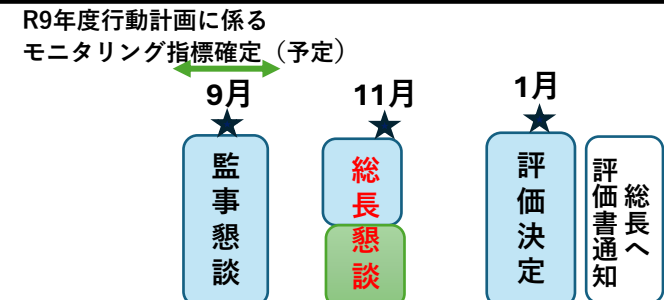 R9年度行動計画に係る
モニタリング指標確定（予定）
9月
11月
1月
監事懇談
総長懇談
評価決定
総長へ
評価書通知